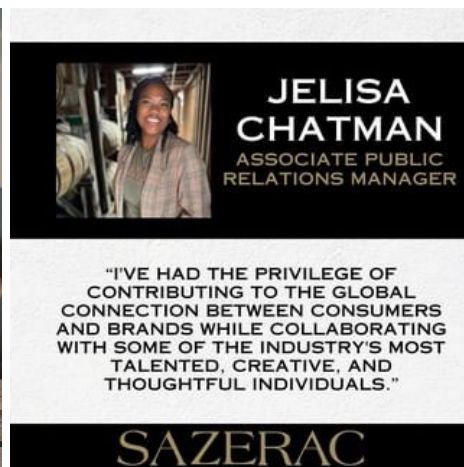 JELISA
CHATMAN
ASSOCIATE PUBLIC
RELATIONS MANAGER
"I'VE HAD THE PRIVILEGE OF
CONTRIBUTING TO THE GLOBAL
CONNECTION BETWEEN CONSUMERS
AND BRANDS WHILE COLLABORATING
WITH SOME OF THE INDUSTRY'S MOST
TALENTED, CREATIVE, AND
THOUGHTFUL INDIVIDUALS."
SAZERAC